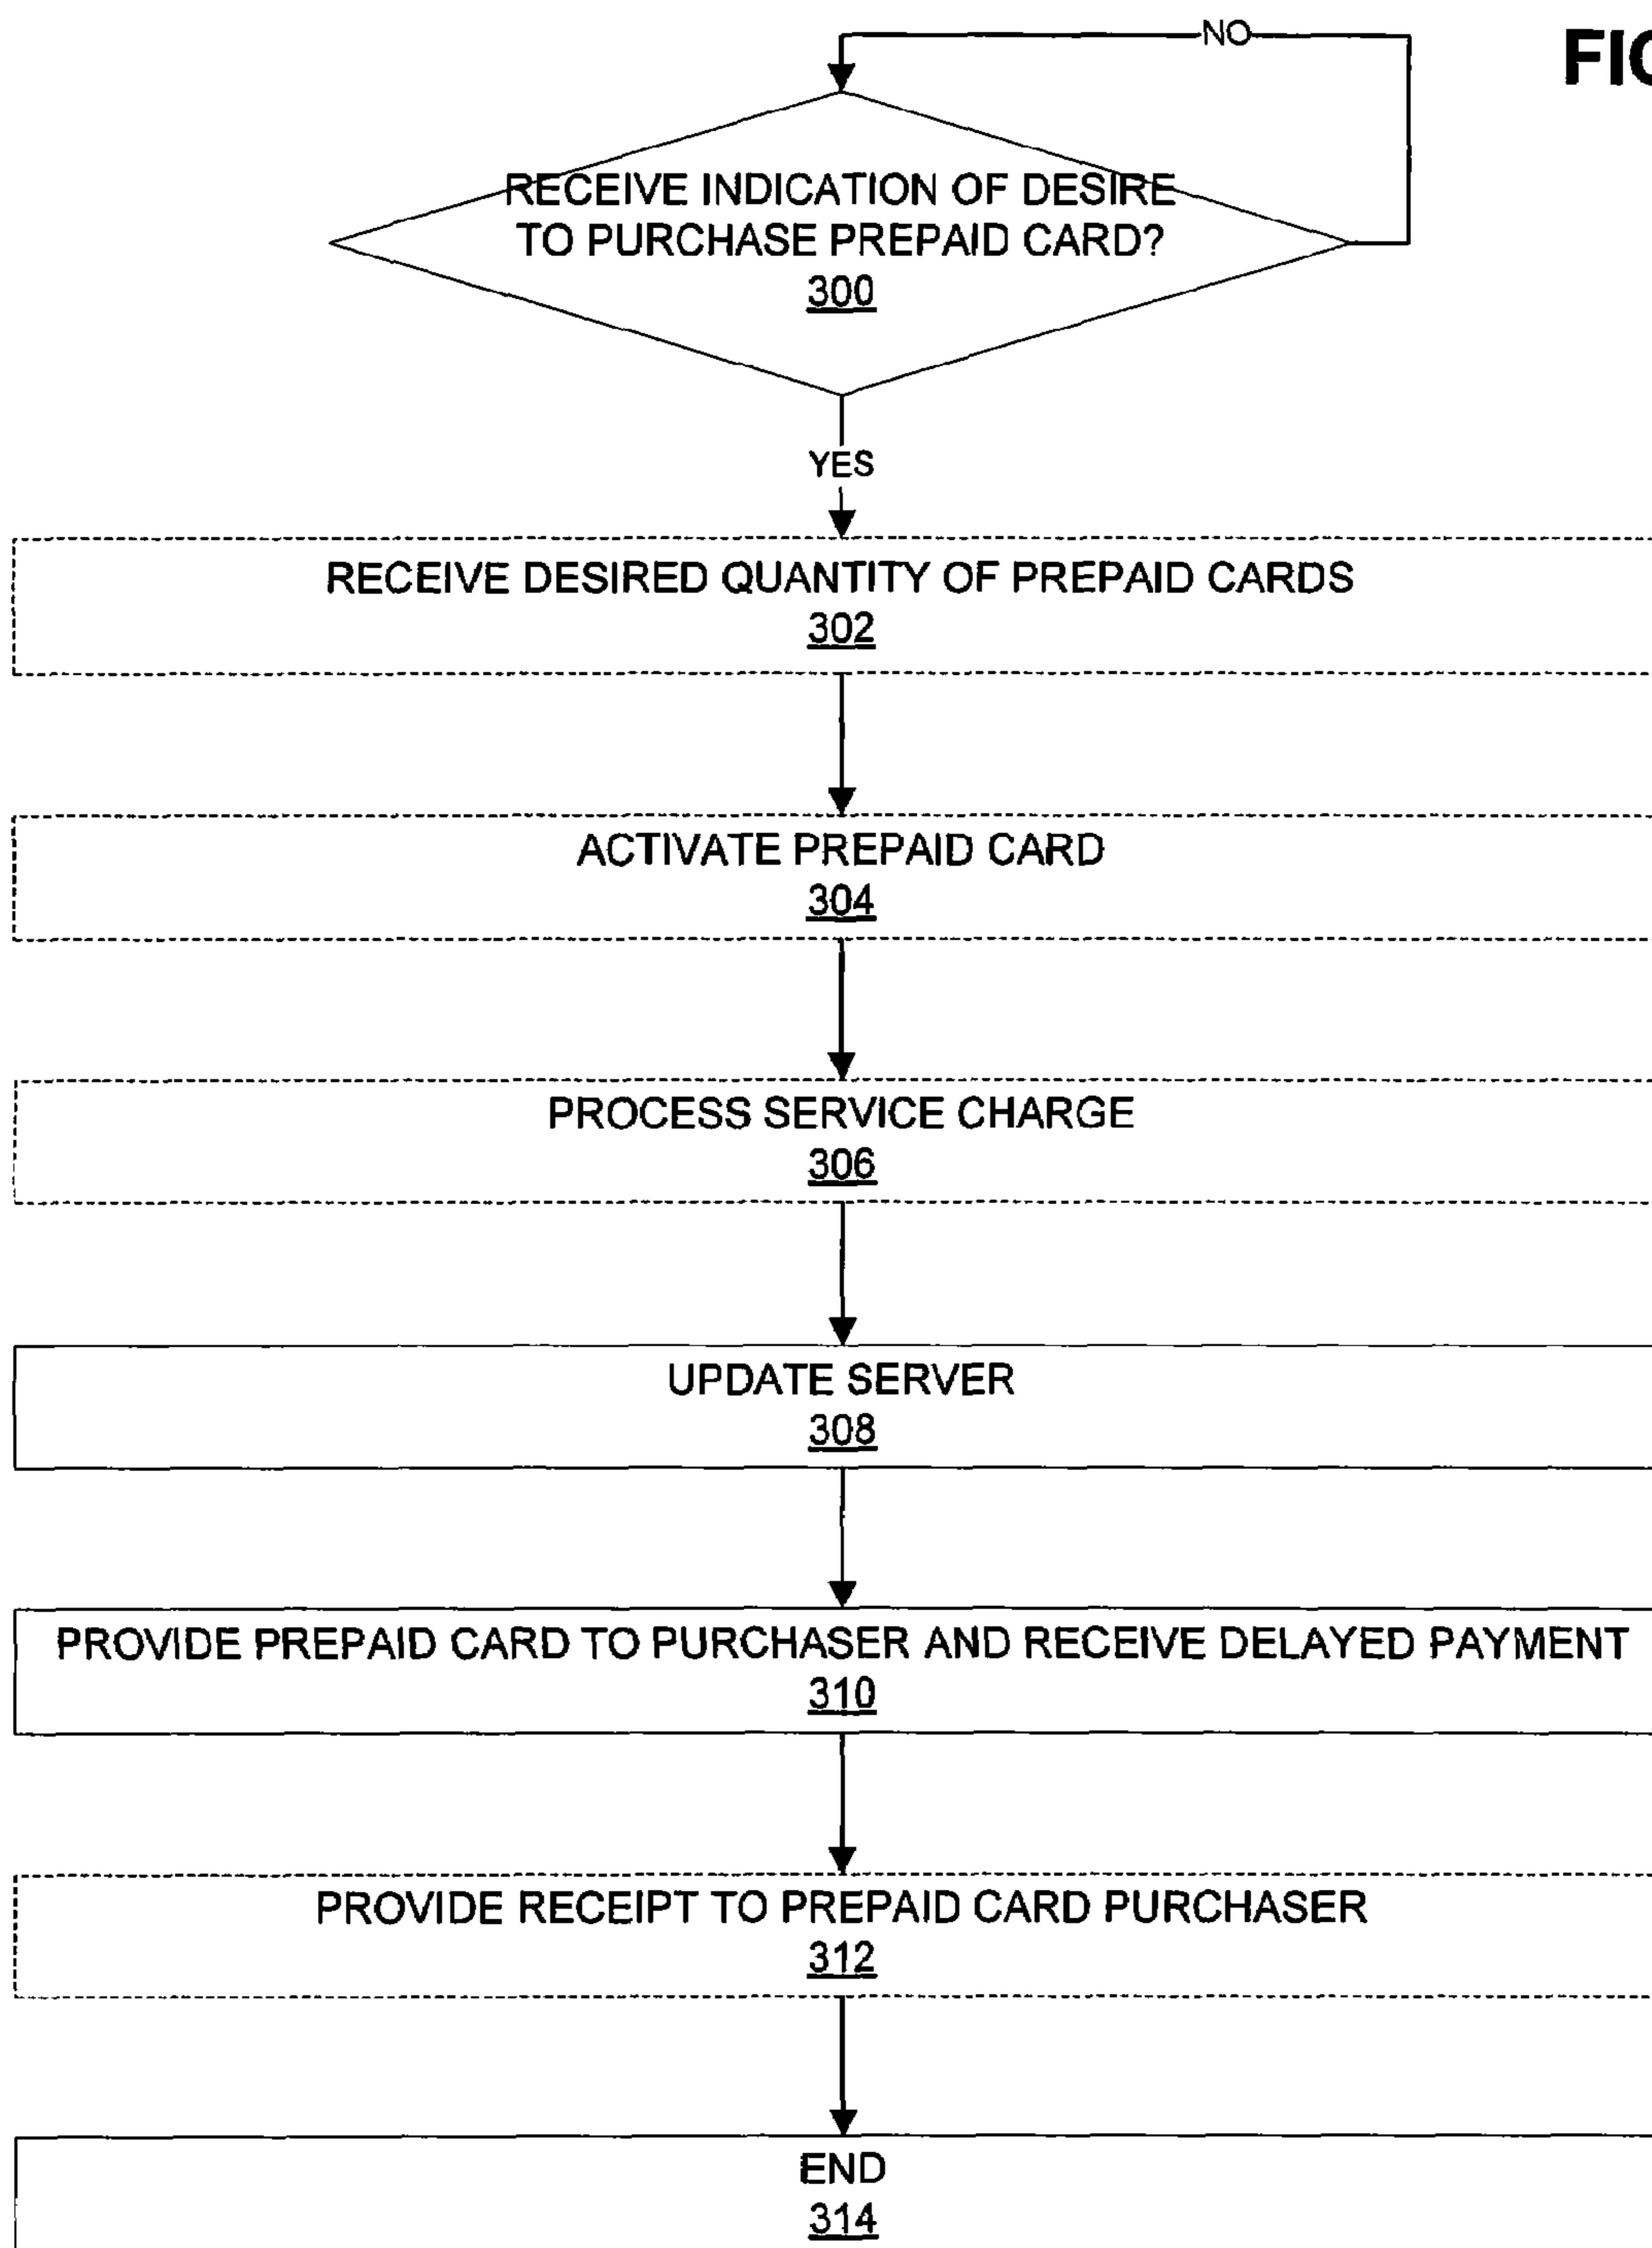 NO
FIG
RECEIVE INDICATION OF DESIRE
TO PURCHASE PREPAID CARD?
300
YES
RECEIVE DESIRED QUANTITY OF PREPAID CARDS
302
ACTIVATE PREPAID CARD
304
PROCESS SERVICE CHARGE
306
UPDATE SERVER
308
PROVIDE PREPAID CARD TO PURCHASER AND RECEIVE DELAYED PAYMENT
310
PROVIDE RECEIPT TO PREPAID CARD PURCHASER
312
END
314